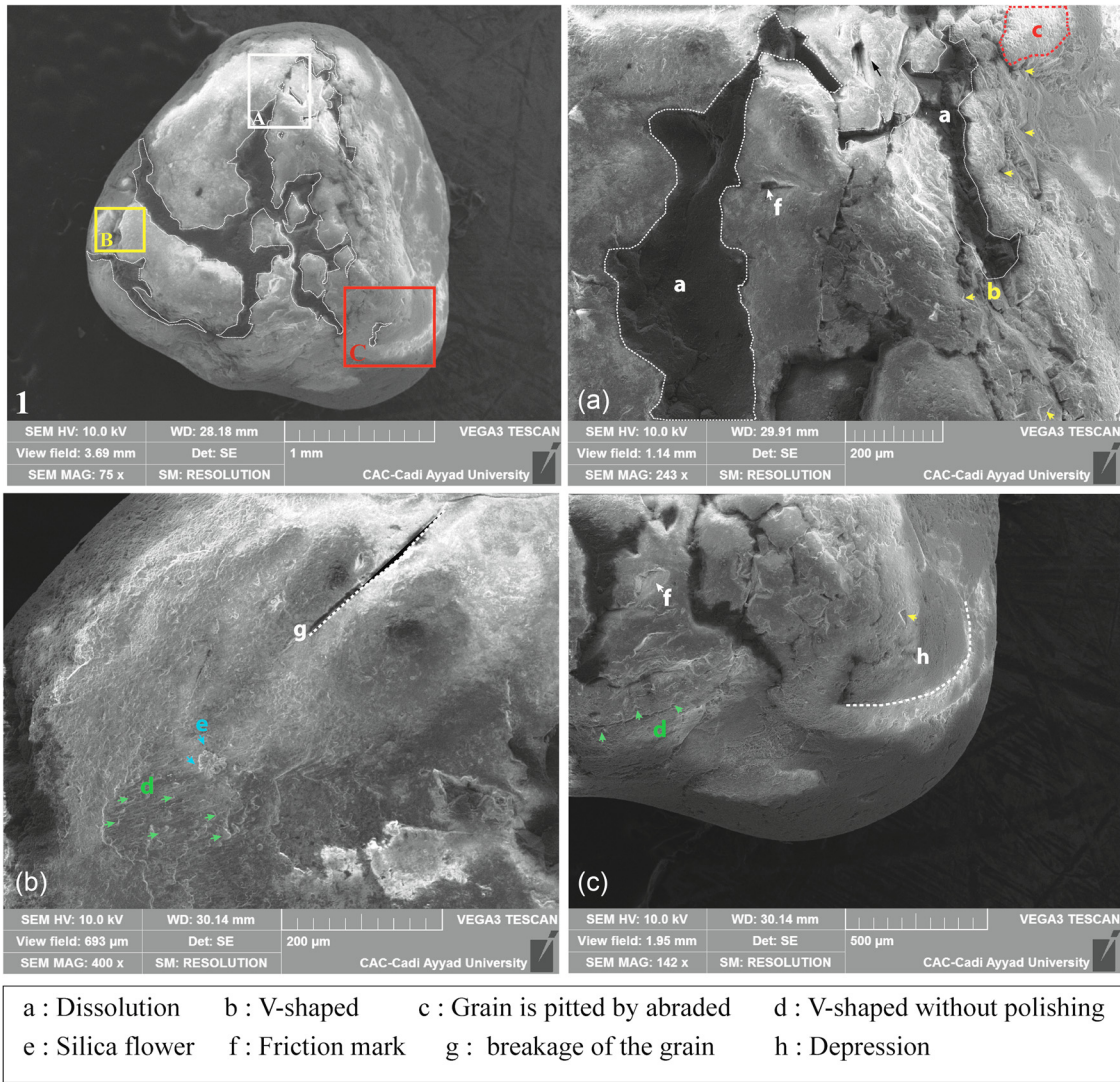 A
B
C
1
SEM HV: 10.0 kV WD: 28.18 mm VEGA3 TESCAN
View field: 3.69 mm Det: SE 1 mm
SEM MAG: 75 x SM: RESOLUTION CAC-Cadi Ayyad University
c
a
f
b
a
(a)
SEM HV: 10.0 kV WD: 29.91 mm VEGA3 TESCAN
View field: 1.14 mm Det: SE 200 µm
SEM MAG: 243 x SM: RESOLUTION CAC-Cadi Ayyad University
g
e
d
(b)
SEM HV: 10.0 kV WD: 30.14 mm VEGA3 TESCAN
View field: 693 µm Det: SE 200 µm
SEM MAG: 400 x SM: RESOLUTION CAC-Cadi Ayyad University
f
h
d
(c)
SEM HV: 10.0 kV WD: 30.14 mm VEGA3 TESCAN
View field: 1.95 mm Det: SE 500 µm
SEM MAG: 142 x SM: RESOLUTION CAC-Cadi Ayyad University
a : Dissolution b : V-shaped c : Grain is pitted by abraded d : V-shaped without polishing
e : Silica flower f : Friction mark g : breakage of the grain h : Depression